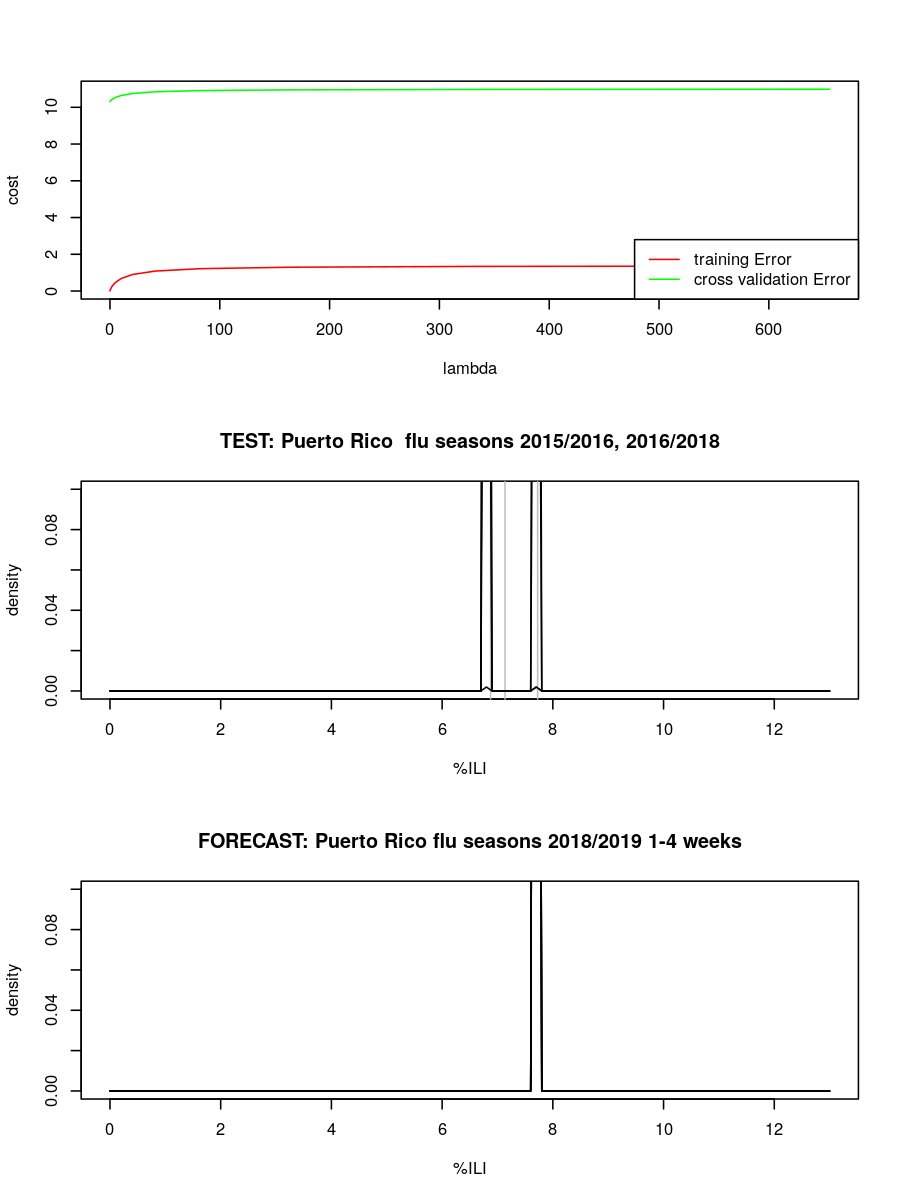 cost
0
2
4
6
8
10
training Error
cross validation Error
0 100 200 300 400 500 600
lambda
TEST: Puerto Rico  flu seasons 2015/2016, 2016/2018
density
0.00
0.04
0.08
0 2 4 6 8 10 12
%ILI
FORECAST: Puerto Rico flu seasons 2018/2019 1-4 weeks
density
0.00
0.04
0.08
0 2 4 6 8 10 12
%ILI